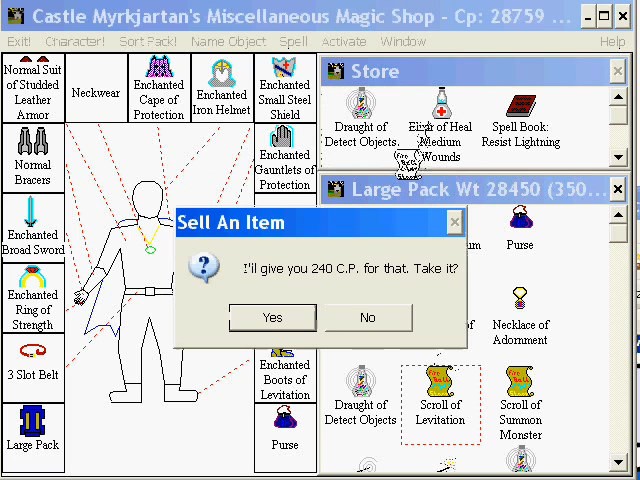 Castle Myrkjartan's Miscellaneous Magic Shop - Cp: 28759 ...
Exit! Character! Sort Pack! Name Object Spell Activate Window Help
Normal Suit
of Studded
Leather
Armor
Neckwear
Enchanted
Cape of
Protection
Enchanted
Iron Helmet
Enchanted
Small Steel
Shield
Store
Draught of
Detect Objects.
Elixir of Heal
Medium
Wounds
Spell Book:
Resist Lightning
Normal
Bracers
Enchanted
Gauntlets of
Protection
Large Pack Wt 28450 (350...
Enchanted
Broad Sword
Purse
Sell An Item
I'll give you 240 C.P. for that. Take it?
Yes
No
Enchanted
Ring of
Strength
Necklace of
Adornment
3 Slot Belt
Enchanted
Boots of
Levitation
Draught of
Detect Objects
Scroll of
Levitation
Scroll of
Summon
Monster
Large Pack
Purse